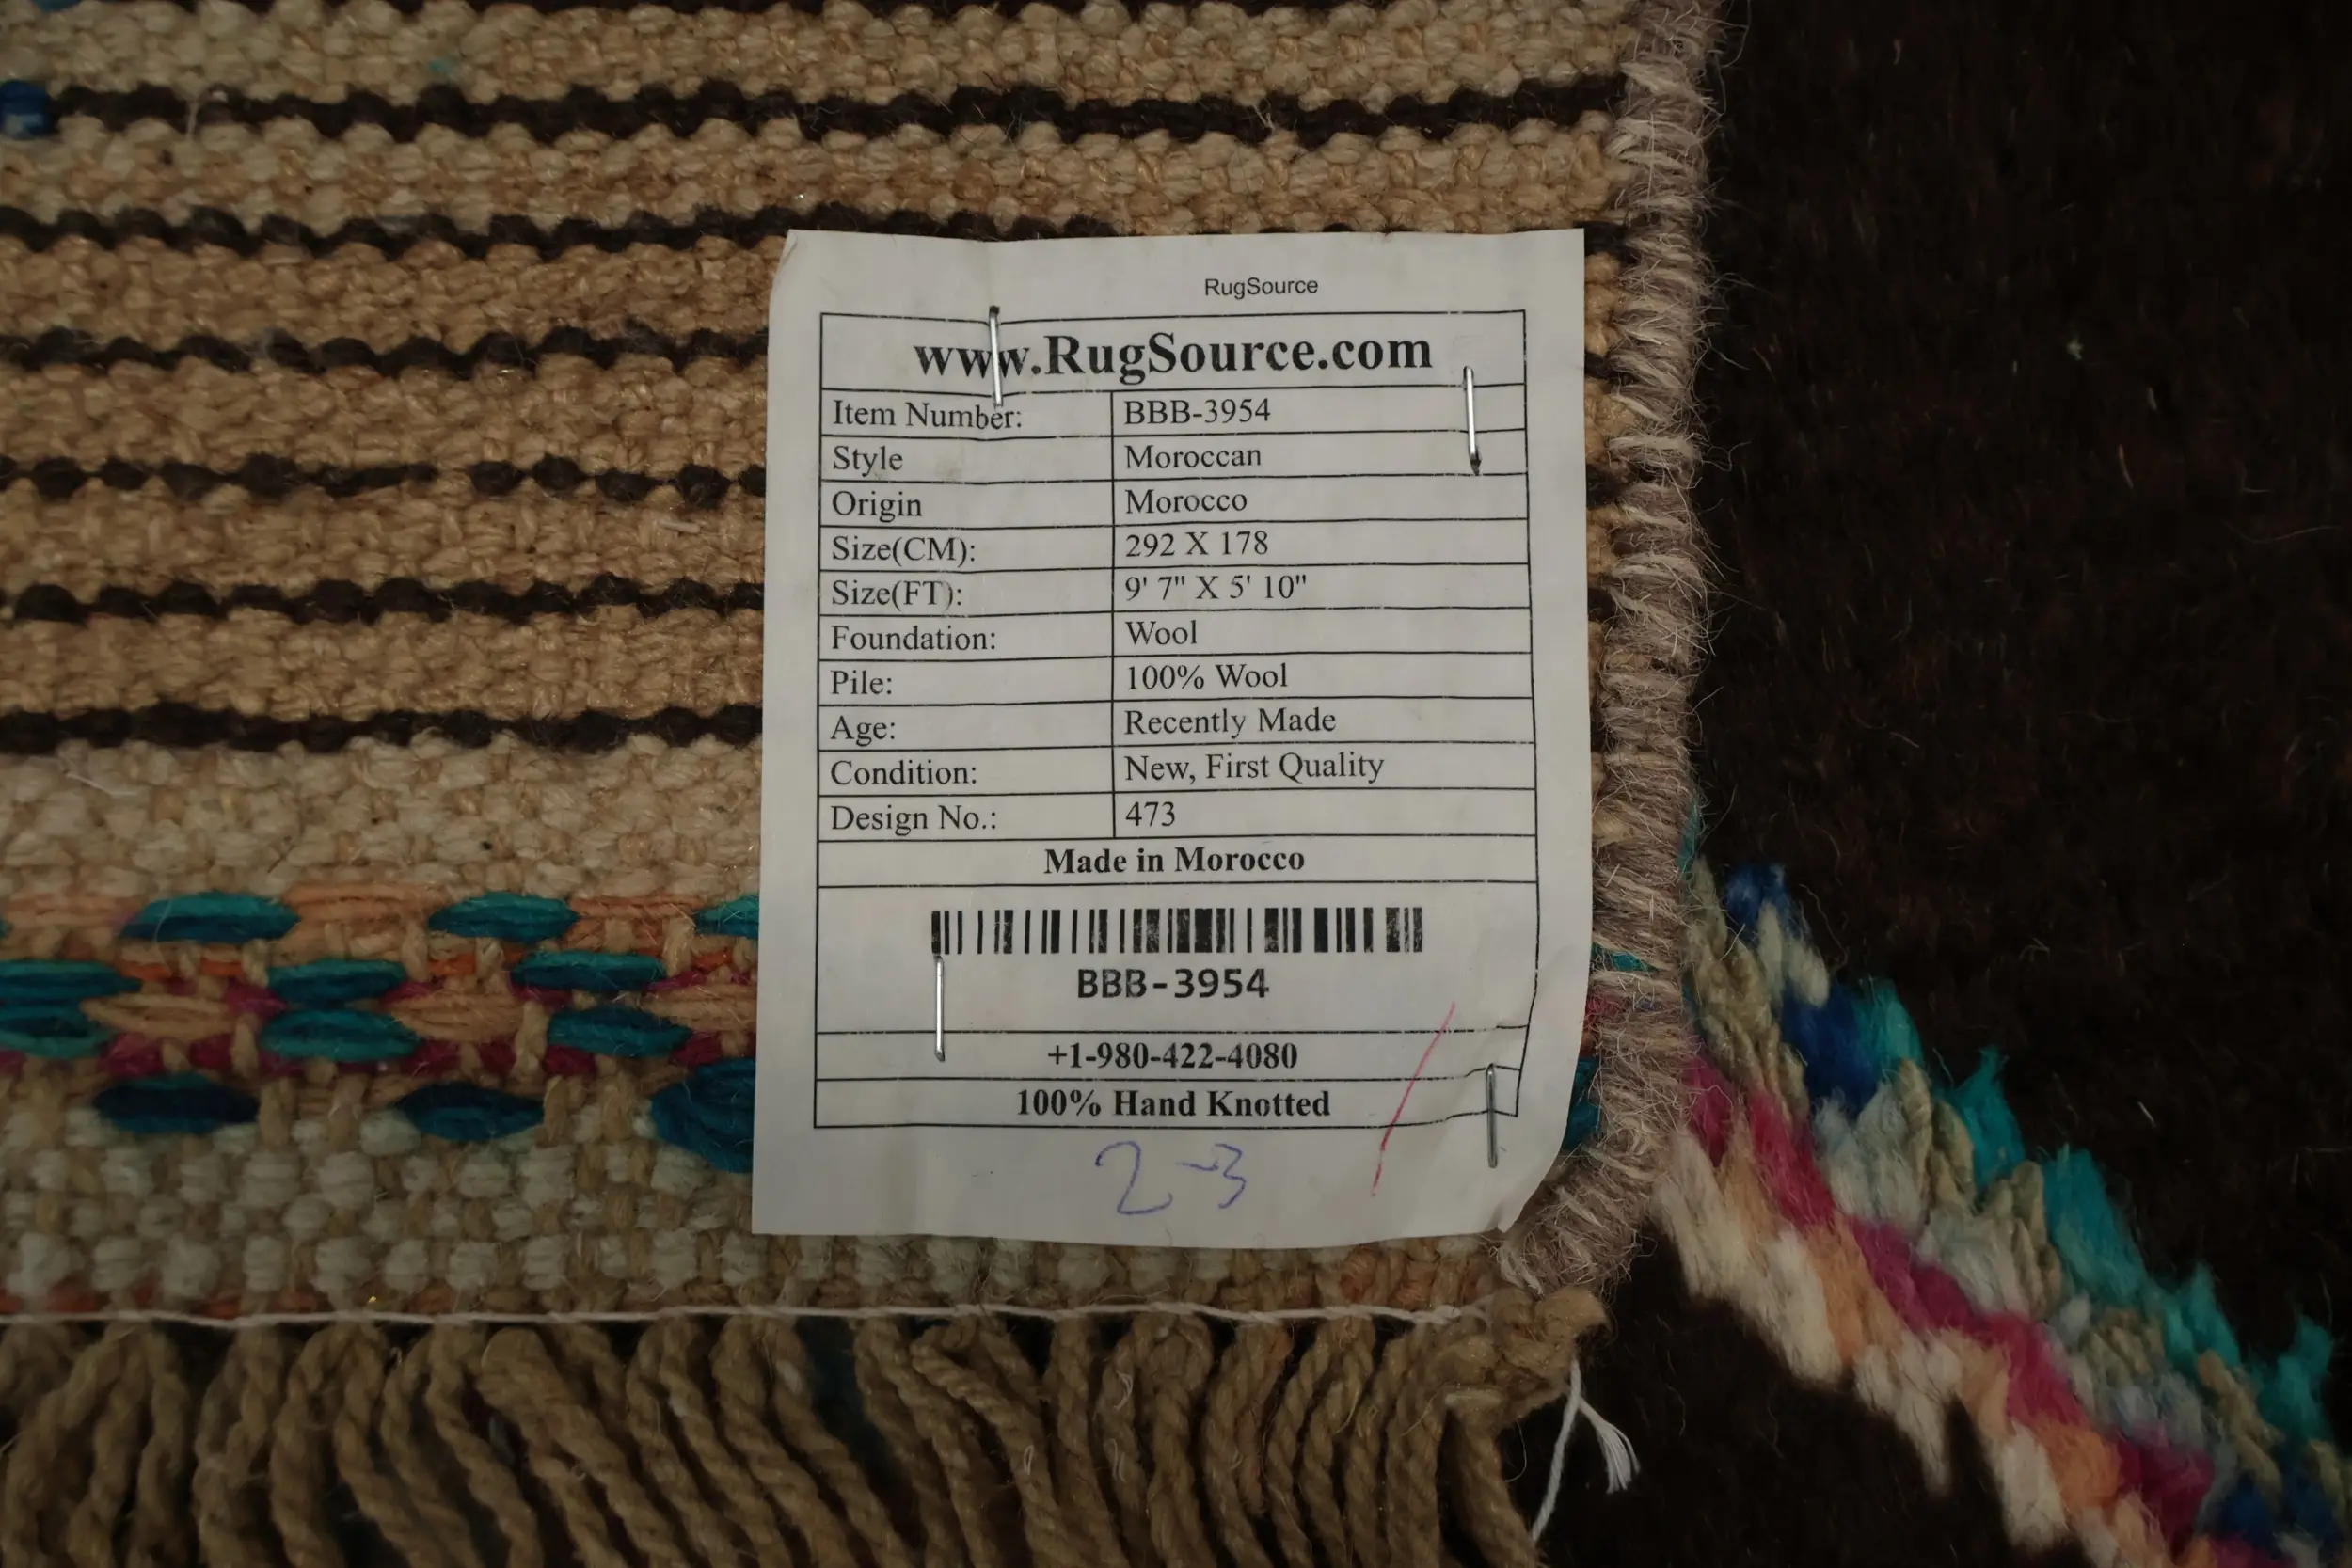 RugSource
www.RugSource.com
Item Number: BBB-3954
Style Moroccan
Origin Morocco
Size(CM): 292 X 178
Size(FT): 9' 7" X 5' 10"
Foundation: Wool
Pile: 100% Wool
Age: Recently Made
Condition: New, First Quality
Design No.: 473
Made in Morocco
BBB-3954
+1-980-422-4080
100% Hand Knotted
2-3